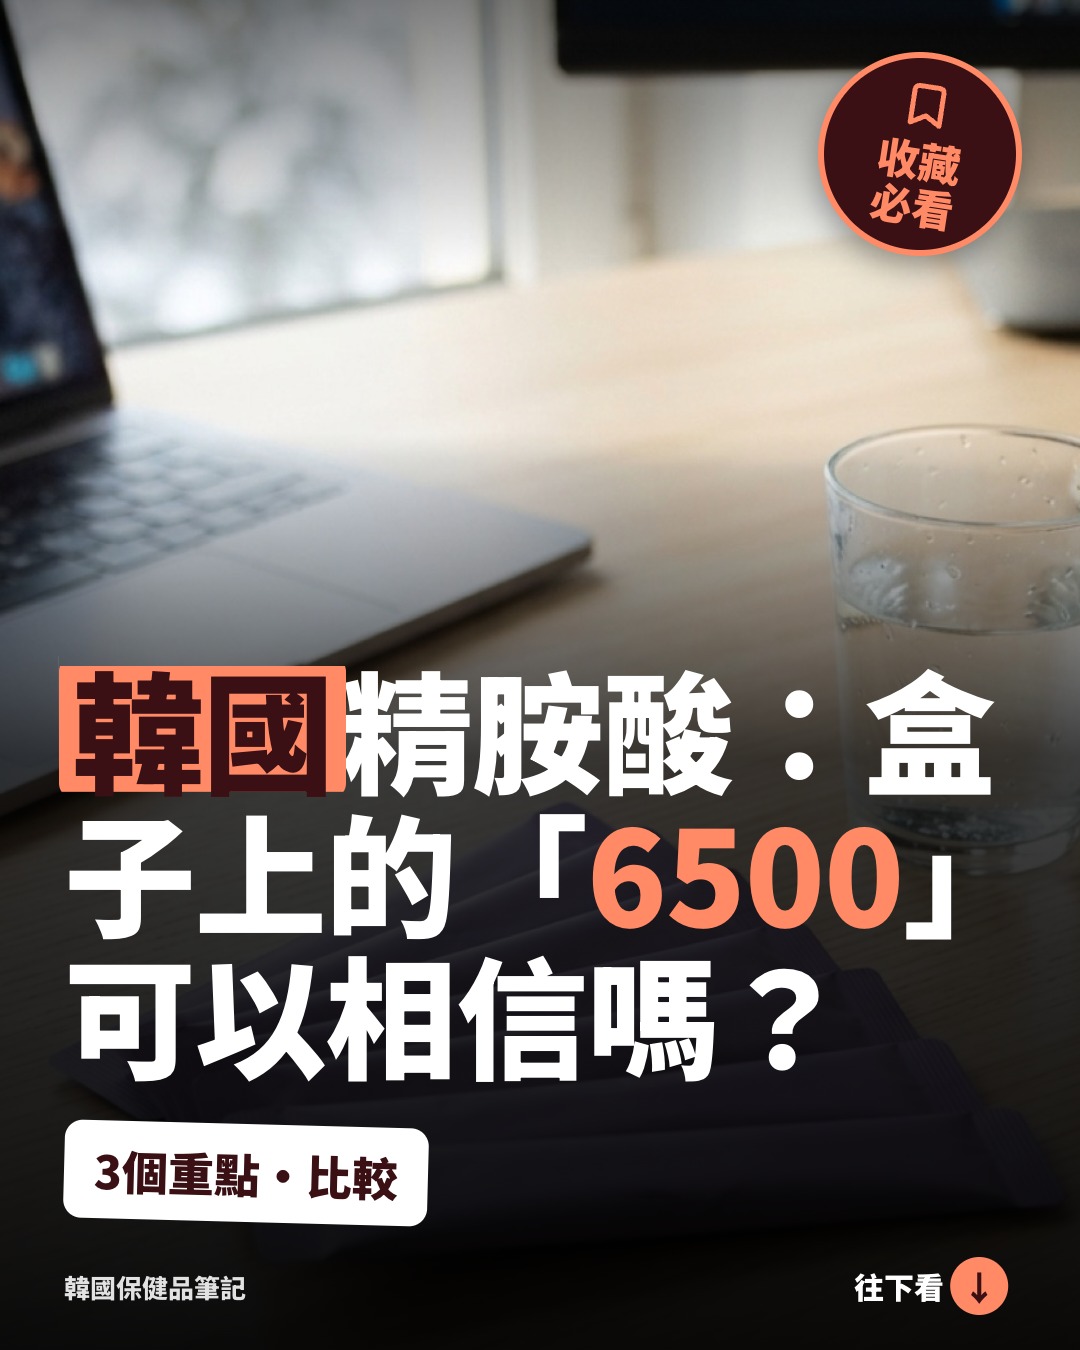 收藏
必看
韓國精胺酸：盒
子上的「6500」
可以相信嗎？
3個重點・比較
韓國保健品筆記
往下看↓